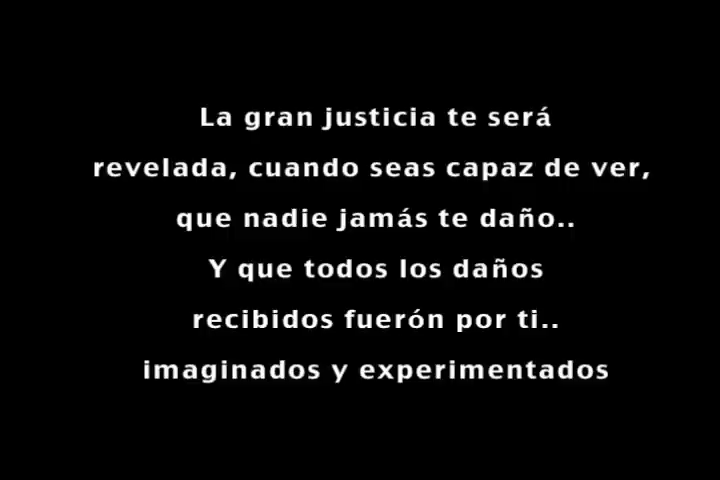 La gran justicia te será
revelada, cuando seas capaz de ver,
que nadie jamás te daño..
Y que todos los daños
recibidos fuerón por ti..
imaginados y experimentados